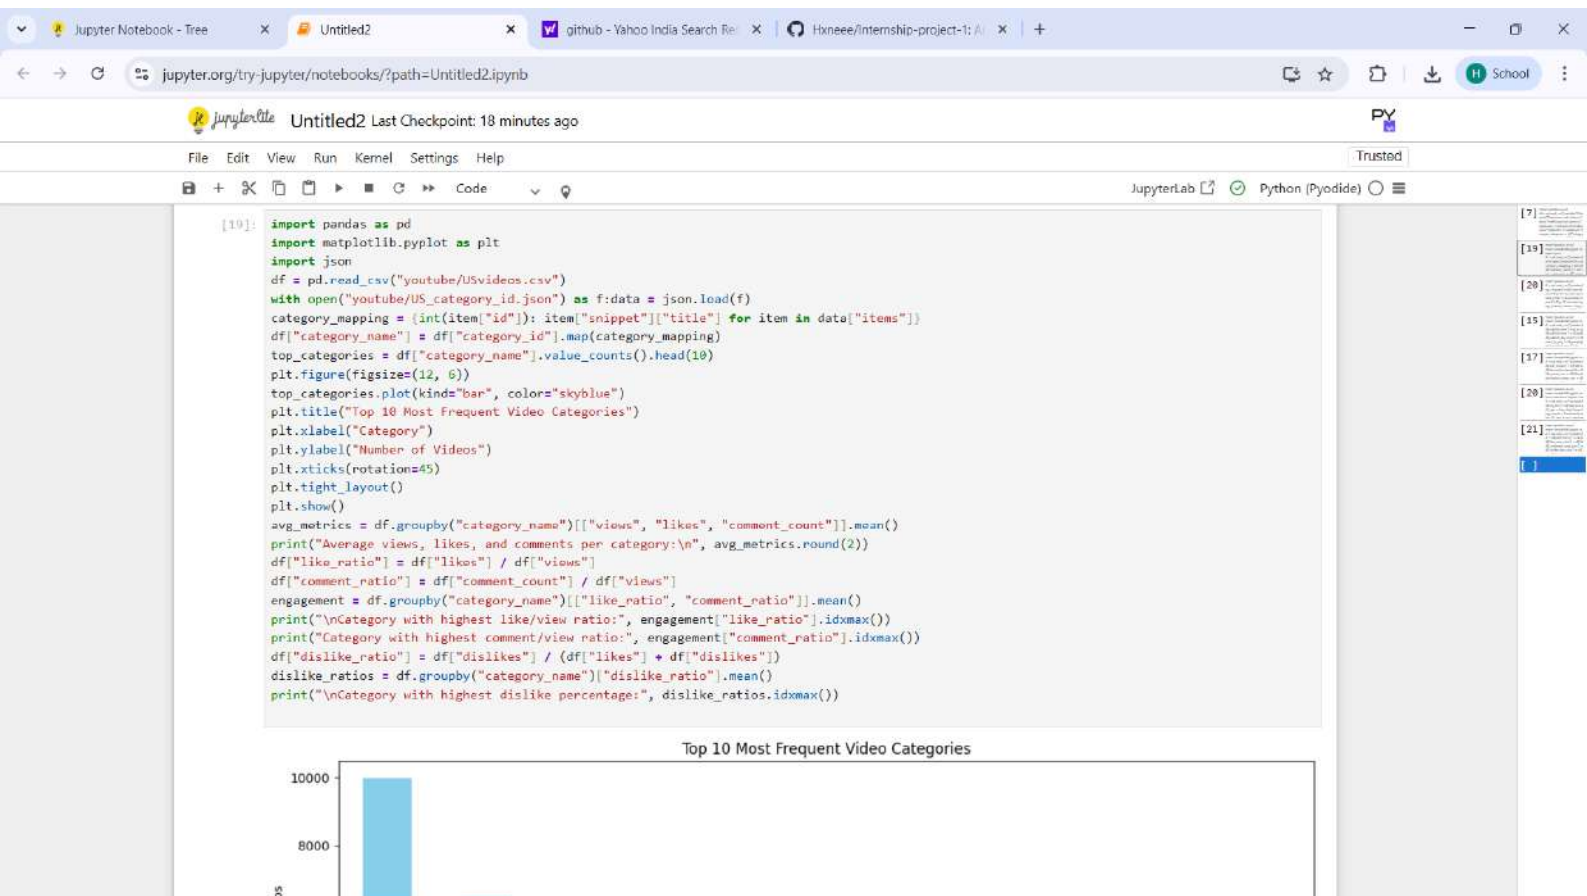 Jupyter Notebook - Tree
Untitled2
github - Yahoo India Search Re
Hxneee/Internship-project-1: A
jupyter.org/try-jupyter/notebooks/?path=Untitled2.ipynb
H School
jupyterlite Untitled2 Last Checkpoint: 18 minutes ago
PY
File Edit View Run Kernel Settings Help
Trusted
Code
JupyterLab
Python (Pyodide)
[19]:
import pandas as pd
import matplotlib.pyplot as plt
import json
df = pd.read_csv("youtube/USvideos.csv")
with open("youtube/US_category_id.json") as f:data = json.load(f)
category_mapping = {int(item["id"]): item["snippet"]["title"] for item in data["items"]}
df["category_name"] = df["category_id"].map(category_mapping)
top_categories = df["category_name"].value_counts().head(10)
plt.figure(figsize=(12, 6))
top_categories.plot(kind="bar", color="skyblue")
plt.title("Top 10 Most Frequent Video Categories")
plt.xlabel("Category")
plt.ylabel("Number of Videos")
plt.xticks(rotation=45)
plt.tight_layout()
plt.show()
avg_metrics = df.groupby("category_name")[["views", "likes", "comment_count"]].mean()
print("Average views, likes, and comments per category:\n", avg_metrics.round(2))
df["like_ratio"] = df["likes"] / df["views"]
df["comment_ratio"] = df["comment_count"] / df["views"]
engagement = df.groupby("category_name")[["like_ratio", "comment_ratio"]].mean()
print("\nCategory with highest like/view ratio:", engagement["like_ratio"].idxmax())
print("Category with highest comment/view ratio:", engagement["comment_ratio"].idxmax())
df["dislike_ratio"] = df["dislikes"] / (df["likes"] + df["dislikes"])
dislike_ratios = df.groupby("category_name")["dislike_ratio"].mean()
print("\nCategory with highest dislike percentage:", dislike_ratios.idxmax())
Top 10 Most Frequent Video Categories
10000
8000
[7]
[19]
[20]
[15]
[17]
[20]
[21]
[ ]